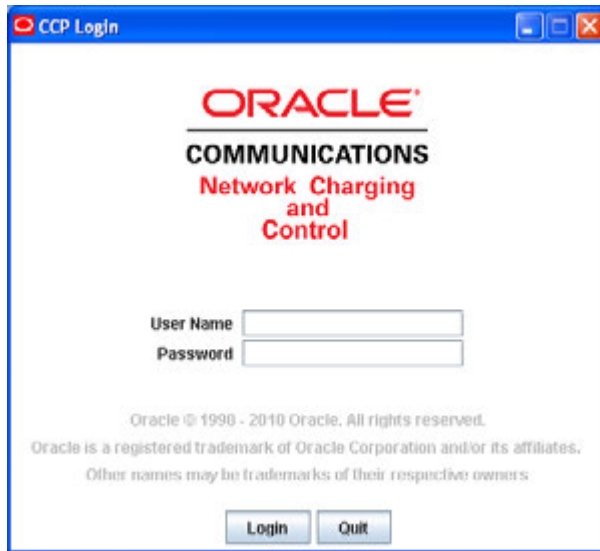 CCP Login
ORACLE
COMMUNICATIONS
Network Charging
and
Control
User Name
Password
Oracle © 1990 - 2010 Oracle. All rights reserved.
Oracle is a registered trademark of Oracle Corporation and/or its affiliates.
Other names may be trademarks of their respective owners
Login Quit